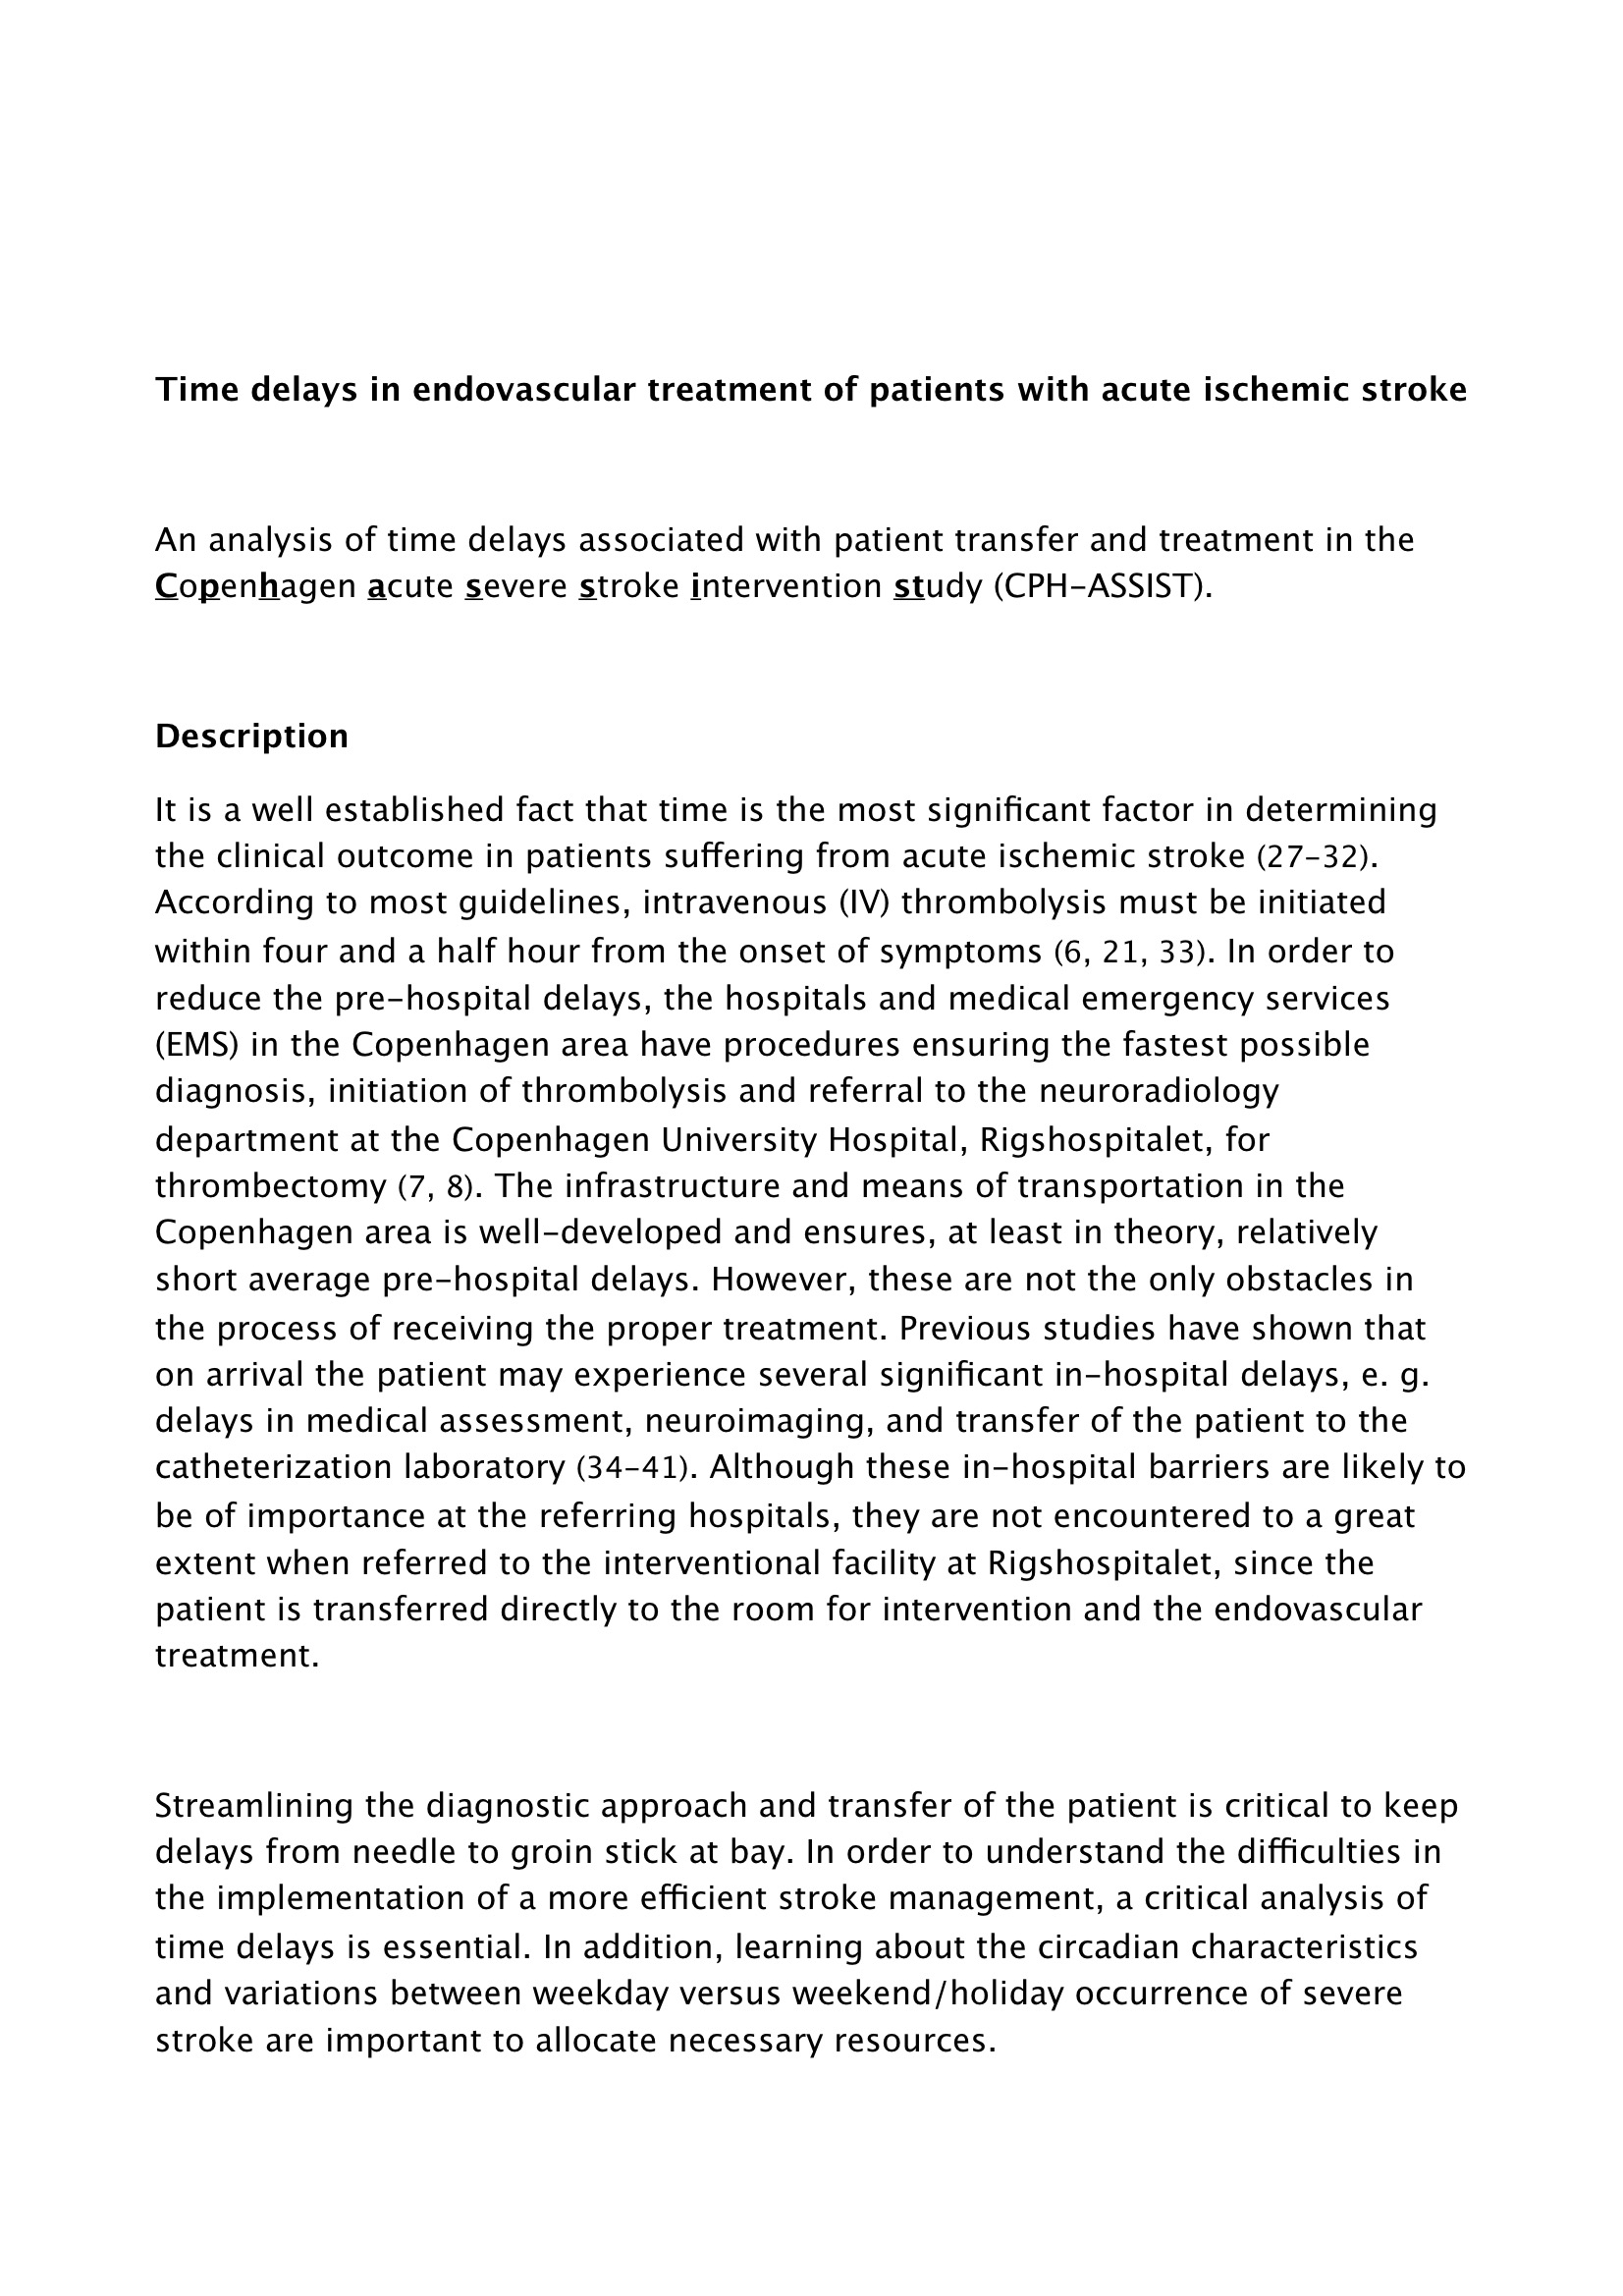 Time delays in endovascular treatment of patients with acute ischemic stroke
An analysis of time delays associated with patient transfer and treatment in the
Copenhagen acute severe stroke intervention study (CPH-ASSIST).
Description
It is a well established fact that time is the most significant factor in determining
the clinical outcome in patients suffering from acute ischemic stroke (27-32).
According to most guidelines, intravenous (IV) thrombolysis must be initiated
within four and a half hour from the onset of symptoms (6, 21, 33). In order to
reduce the pre-hospital delays, the hospitals and medical emergency services
(EMS) in the Copenhagen area have procedures ensuring the fastest possible
diagnosis, initiation of thrombolysis and referral to the neuroradiology
department at the Copenhagen University Hospital, Rigshospitalet, for
thrombectomy (7, 8). The infrastructure and means of transportation in the
Copenhagen area is well-developed and ensures, at least in theory, relatively
short average pre-hospital delays. However, these are not the only obstacles in
the process of receiving the proper treatment. Previous studies have shown that
on arrival the patient may experience several significant in-hospital delays, e. g.
delays in medical assessment, neuroimaging, and transfer of the patient to the
catheterization laboratory (34-41). Although these in-hospital barriers are likely to
be of importance at the referring hospitals, they are not encountered to a great
extent when referred to the interventional facility at Rigshospitalet, since the
patient is transferred directly to the room for intervention and the endovascular
treatment.
Streamlining the diagnostic approach and transfer of the patient is critical to keep
delays from needle to groin stick at bay. In order to understand the difficulties in
the implementation of a more efficient stroke management, a critical analysis of
time delays is essential. In addition, learning about the circadian characteristics
and variations between weekday versus weekend/holiday occurrence of severe
stroke are important to allocate necessary resources.